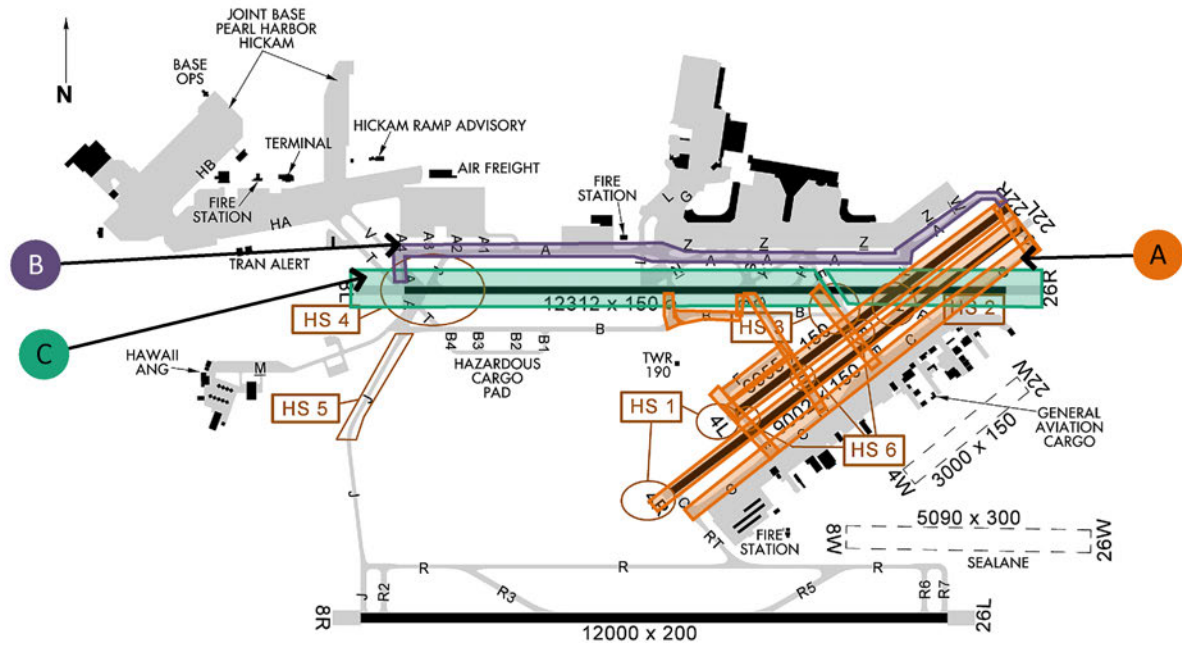 JOINT BASE
PEARL HARBOR
HICKAM
BASE
OPS
N
HICKAM RAMP ADVISORY
TERMINAL
AIR FREIGHT
HB
FIRE
STATION
HA
FIRE
STATION
L
G
V
T
A4
A3
A2
A1
A
Z
Z
Z
Z
W
A
22R
22L
B
TRAN ALERT
A
A
A
A
8L
12312 x 150
26R
C
HS 4
HS 3
HS 2
T
B
B
B4
B3
B2
B1
HAZARDOUS
CARGO
PAD
TWR
190
HAWAII
ANG
M
HS 5
J
HS 1
4L
9002 x 150
HS 6
G
22W
GENERAL
AVIATION
CARGO
3000 x 150
4W
4R
J
RT
FIRE
STATION
5090 x 300
8W
26W
SEALANE
R
R
R
J
R2
R3
R5
R6
R7
8R
12000 x 200
26L